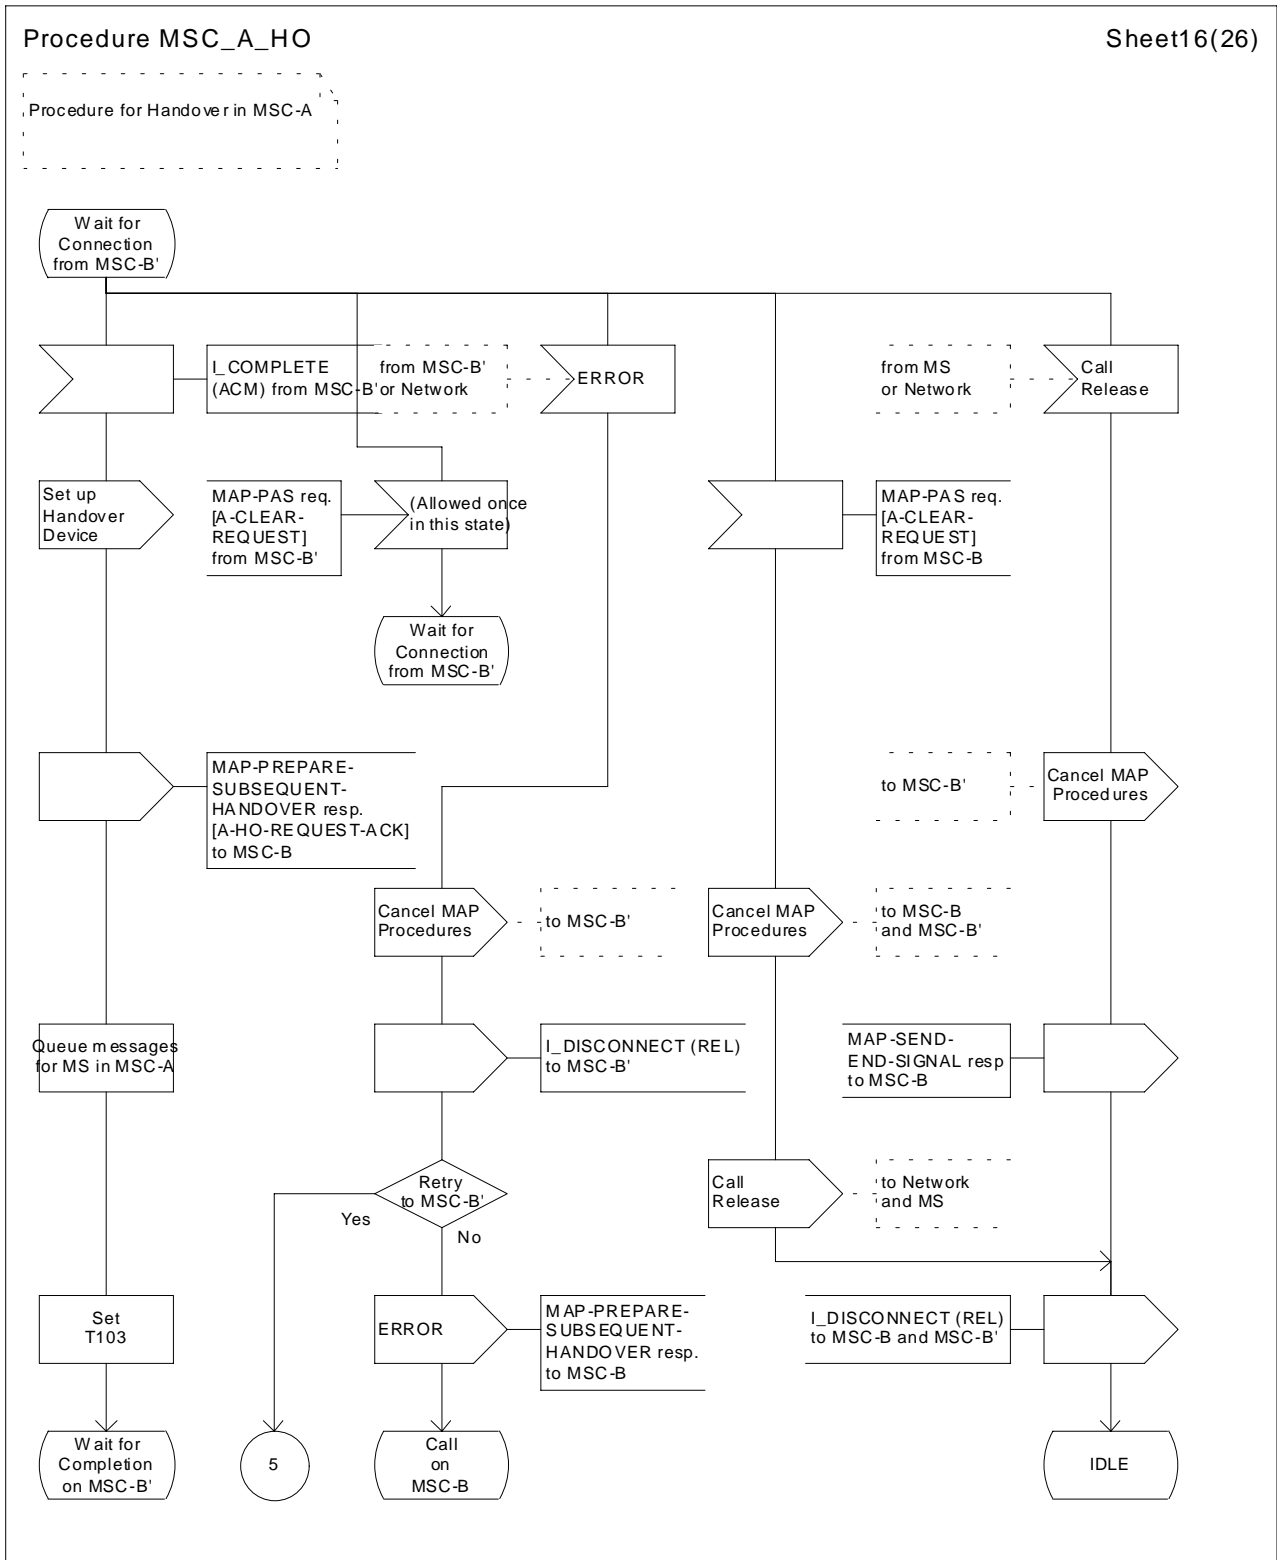 Procedure MSC_A_HO
Sheet16(26)
Procedure for Handover in MSC-A
Wait for
Connection
from MSC-B'
I_COMPLETE
(ACM) from MSC-B'
from MSC-B'
or Network
ERROR
from MS
or Network
Call
Release
Set up
Handover
Device
MAP-PAS req.
[A-CLEAR-
REQUEST]
from MSC-B'
(Allowed once
in this state)
MAP-PAS req.
[A-CLEAR-
REQUEST]
from MSC-B
Wait for
Connection
from MSC-B'
MAP-PREPARE-
SUBSEQUENT-
HANDOVER resp.
[A-HO-REQUEST-ACK]
to MSC-B
to MSC-B'
Cancel MAP
Procedures
Cancel MAP
Procedures
to MSC-B'
Cancel MAP
Procedures
to MSC-B
and MSC-B'
Queue messages
for MS in MSC-A
I_DISCONNECT (REL)
to MSC-B'
MAP-SEND-
END-SIGNAL resp
to MSC-B
Retry
to MSC-B'
Yes
No
Call
Release
to Network
and MS
Set
T103
ERROR
MAP-PREPARE-
SUBSEQUENT-
HANDOVER resp.
to MSC-B
I_DISCONNECT (REL)
to MSC-B and MSC-B'
Wait for
Completion
on MSC-B'
5
Call
on
MSC-B
IDLE